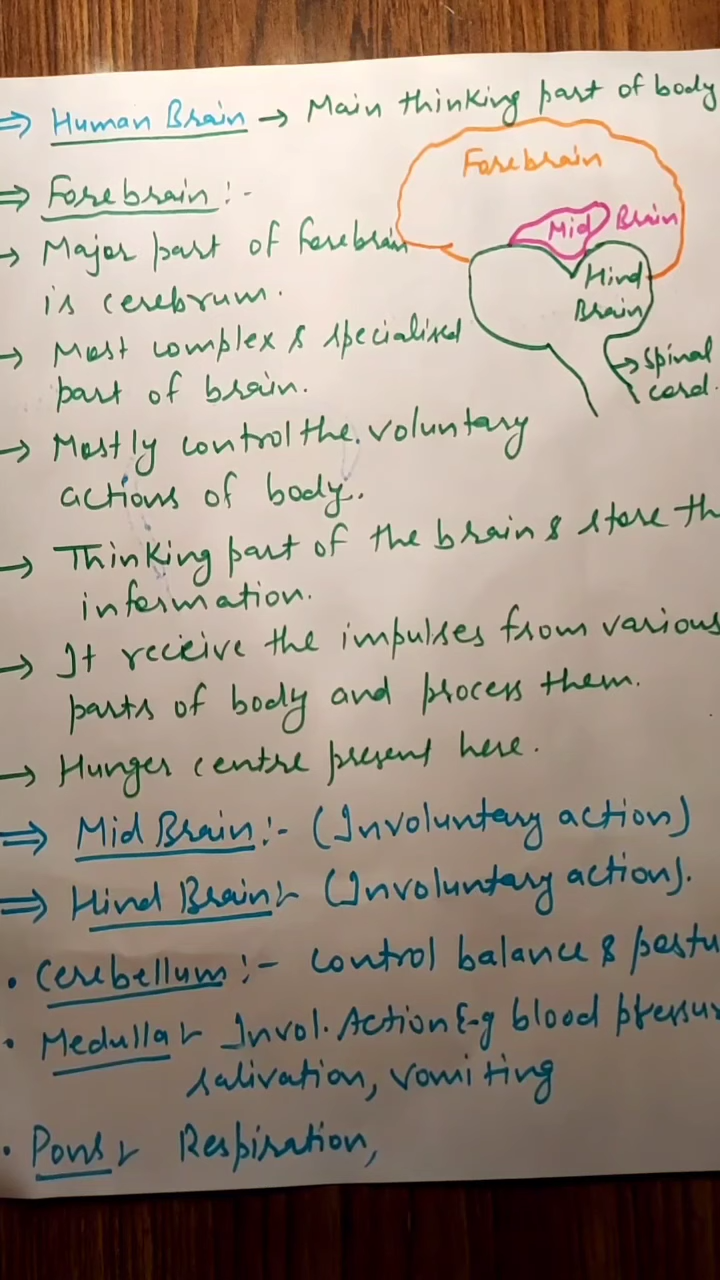 ⇒ Human Brain → Main thinking part of body
Forebrain
⇒ Forebrain :-
Mid Brain
→ Major part of forebrain
is cerebrum.
Hind
Brain
→ Most complex & specialised
part of brain.
→ Spinal
cord.
→ Mostly control the voluntary
actions of body.
→ Thinking part of the brain & store th
information.
→ It receive the impulses from various
parts of body and process them.
→ Hunger centre present here.
⇒ Mid Brain :- (Involuntary action)
⇒ Hind Brain :- (Involuntary action).
• Cerebellum :- Control balance & postu
• Medulla :- Invol. Action E.g blood pressu
salivation, vomiting
• Pons :- Respiration,